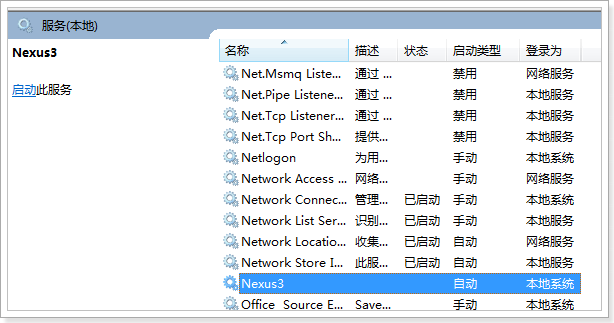 服务(本地)
Nexus3
启动此服务
名称 描述 状态 启动类型 登录为
Net.Msmq Liste... 通过 ... 禁用 网络服务
Net.Pipe Listene... 通过 ... 禁用 本地服务
Net.Tcp Listener... 通过 ... 禁用 本地服务
Net.Tcp Port Sh... 提供... 禁用 本地服务
Netlogon 为用... 手动 本地系统
Network Access ... 网络... 手动 网络服务
Network Connec... 管理... 已启动 手动 本地系统
Network List Ser... 识别... 已启动 手动 本地服务
Network Locatio... 收集... 已启动 自动 网络服务
Network Store I... 此服... 已启动 自动 本地服务
Nexus3 自动 本地系统
Office Source E... Save... 手动 本地系统